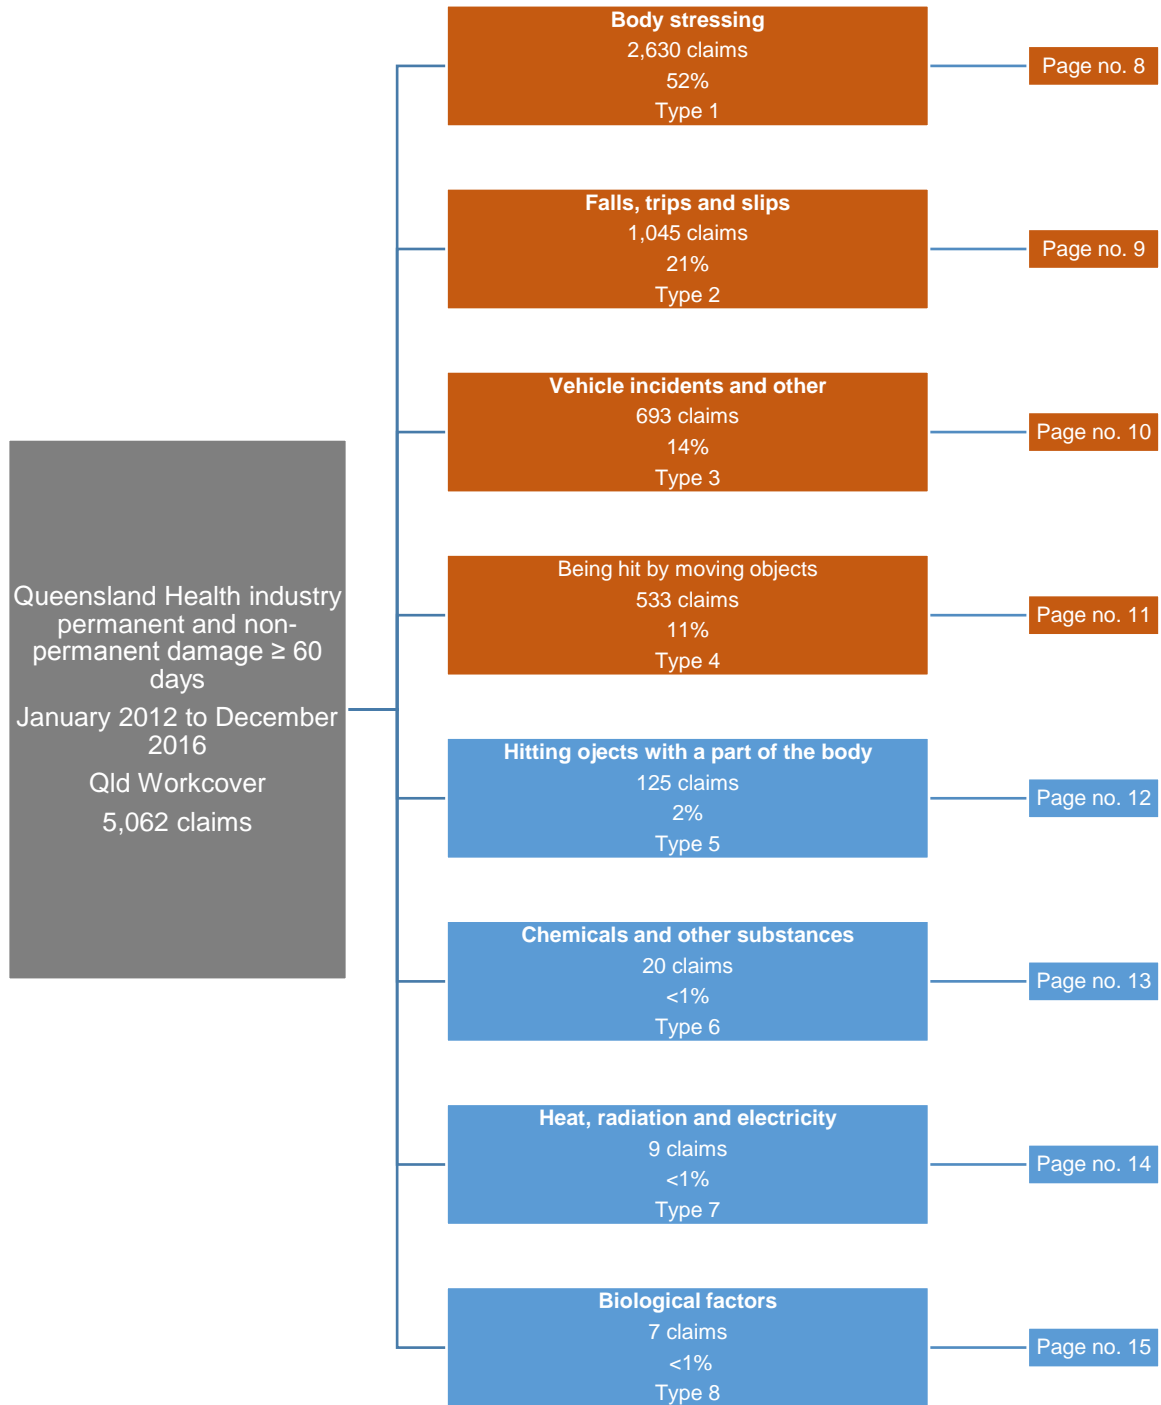 Queensland Health industry
permanent and non-
permanent damage ≥ 60
days
January 2012 to December
2016
Qld Workcover
5,062 claims
Body stressing
2,630 claims
52%
Type 1
Page no. 8
Falls, trips and slips
1,045 claims
21%
Type 2
Page no. 9
Vehicle incidents and other
693 claims
14%
Type 3
Page no. 10
Being hit by moving objects
533 claims
11%
Type 4
Page no. 11
Hitting ojects with a part of the body
125 claims
2%
Type 5
Page no. 12
Chemicals and other substances
20 claims
<1%
Type 6
Page no. 13
Heat, radiation and electricity
9 claims
<1%
Type 7
Page no. 14
Biological factors
7 claims
<1%
Type 8
Page no. 15